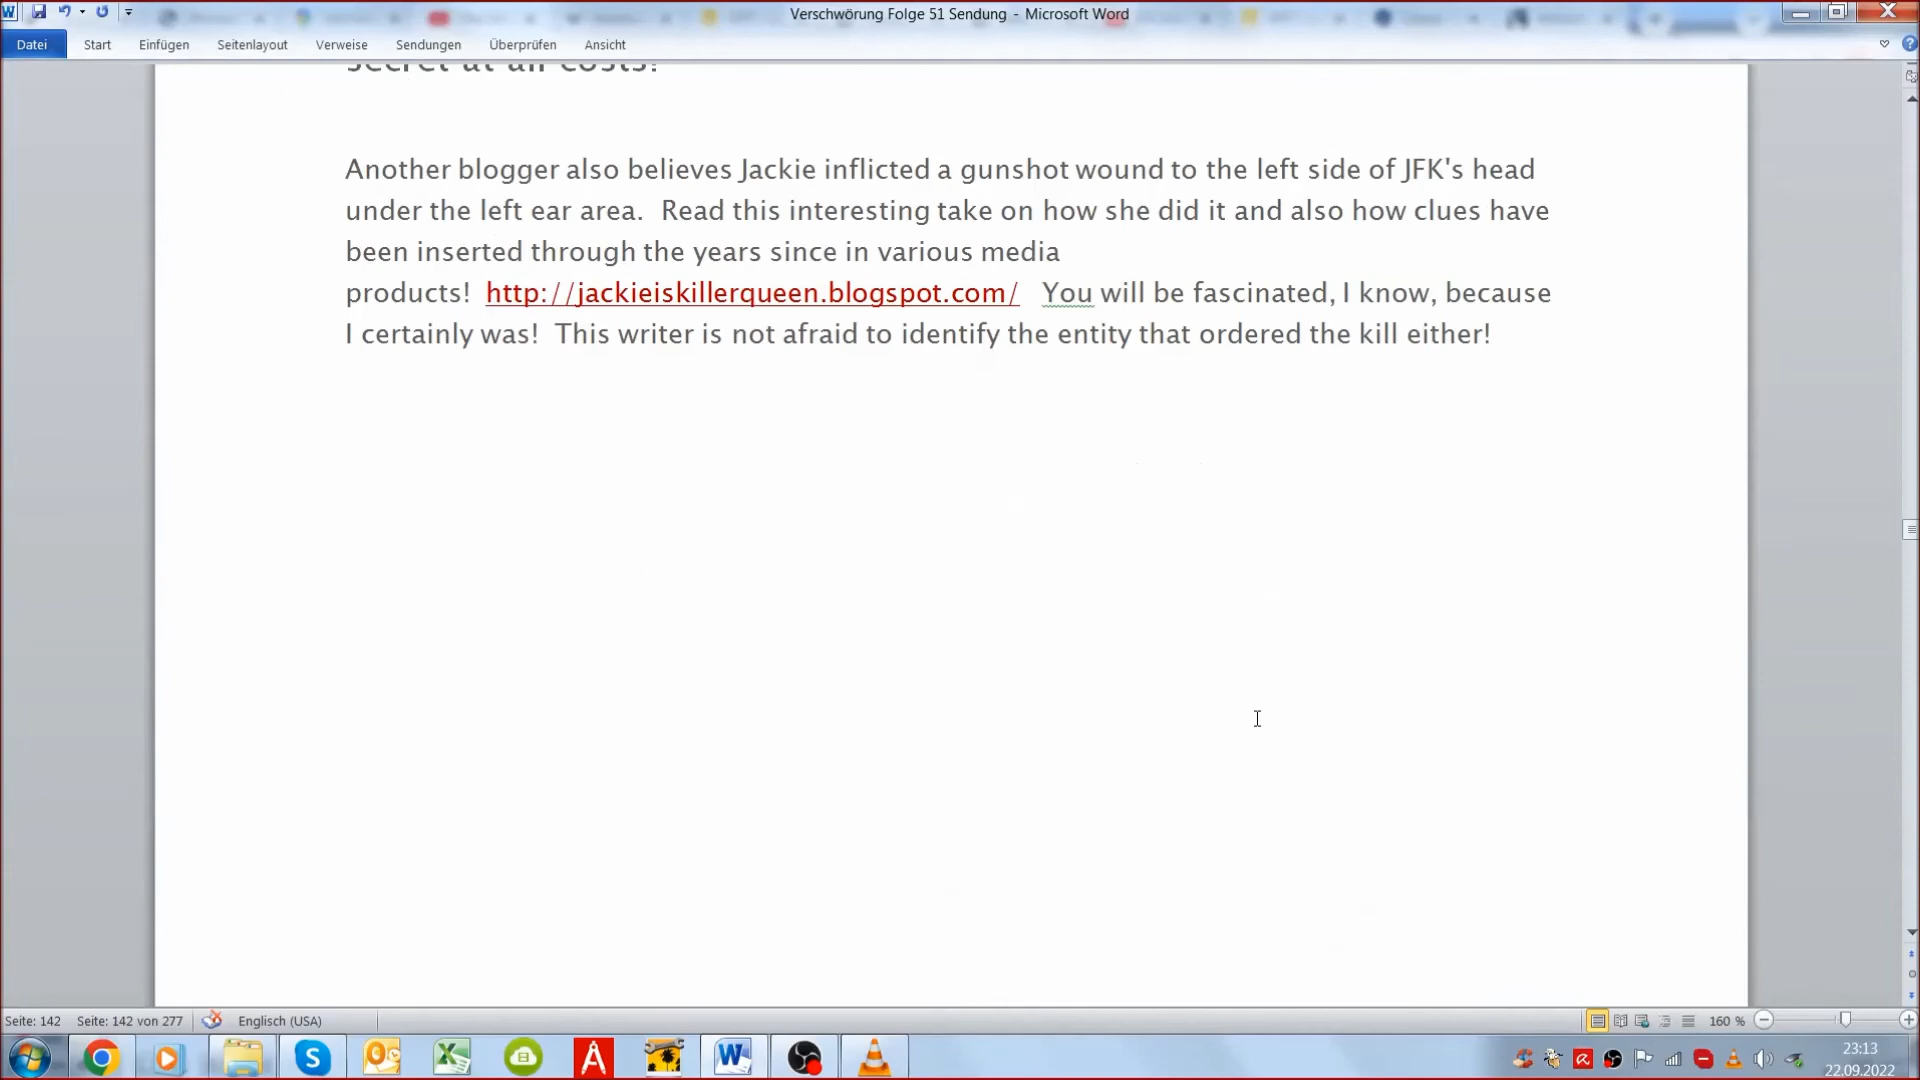 Verschwörung Folge 51 Sendung - Microsoft Word
Datei Start Einfügen Seitenlayout Verweise Sendungen Überprüfen Ansicht
secret at all costs!
Another blogger also believes Jackie inflicted a gunshot wound to the left side of JFK's head
under the left ear area. Read this interesting take on how she did it and also how clues have
been inserted through the years since in various media
products! http://jackieiskillerqueen.blogspot.com/ You will be fascinated, I know, because
I certainly was! This writer is not afraid to identify the entity that ordered the kill either!
Seite: 142 Seite: 142 von 277 Englisch (USA) 160 %
23:13
22.09.2022